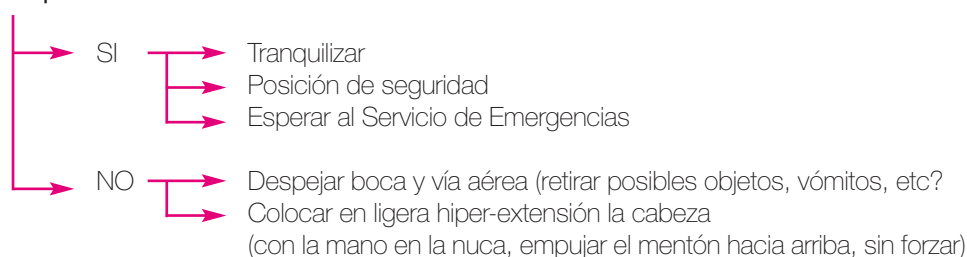 SI
Tranquilizar
Posición de seguridad
Esperar al Servicio de Emergencias
NO
Despejar boca y vía aérea (retirar posibles objetos, vómitos, etc?
Colocar en ligera hiper-extensión la cabeza
(con la mano en la nuca, empujar el mentón hacia arriba, sin forzar)